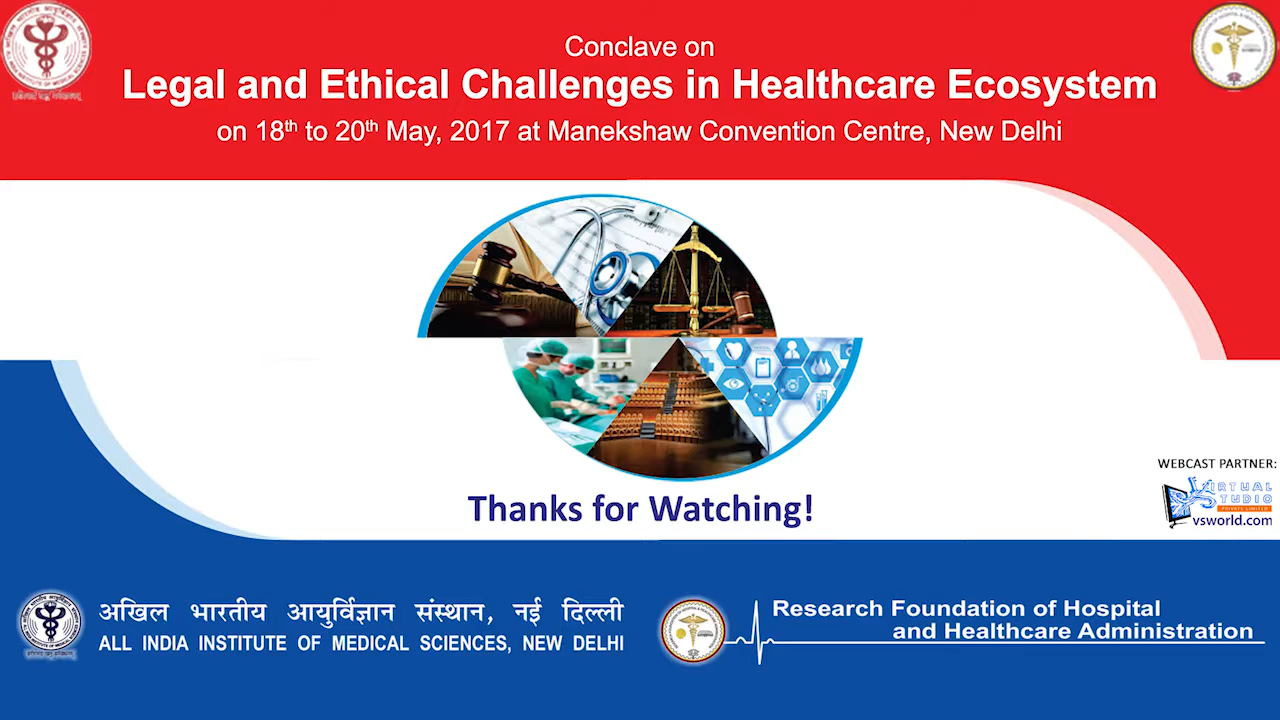 Conclave on
Legal and Ethical Challenges in Healthcare Ecosystem
on 18th to 20th May, 2017 at Manekshaw Convention Centre, New Delhi
Thanks for Watching!
WEBCAST PARTNER:
VIRTUAL
STUDIO
PRIVATE LIMITED
vsworld.com
अखिल भारतीय आयुर्विज्ञान संस्थान, नई दिल्ली
ALL INDIA INSTITUTE OF MEDICAL SCIENCES, NEW DELHI
Research Foundation of Hospital
and Healthcare Administration